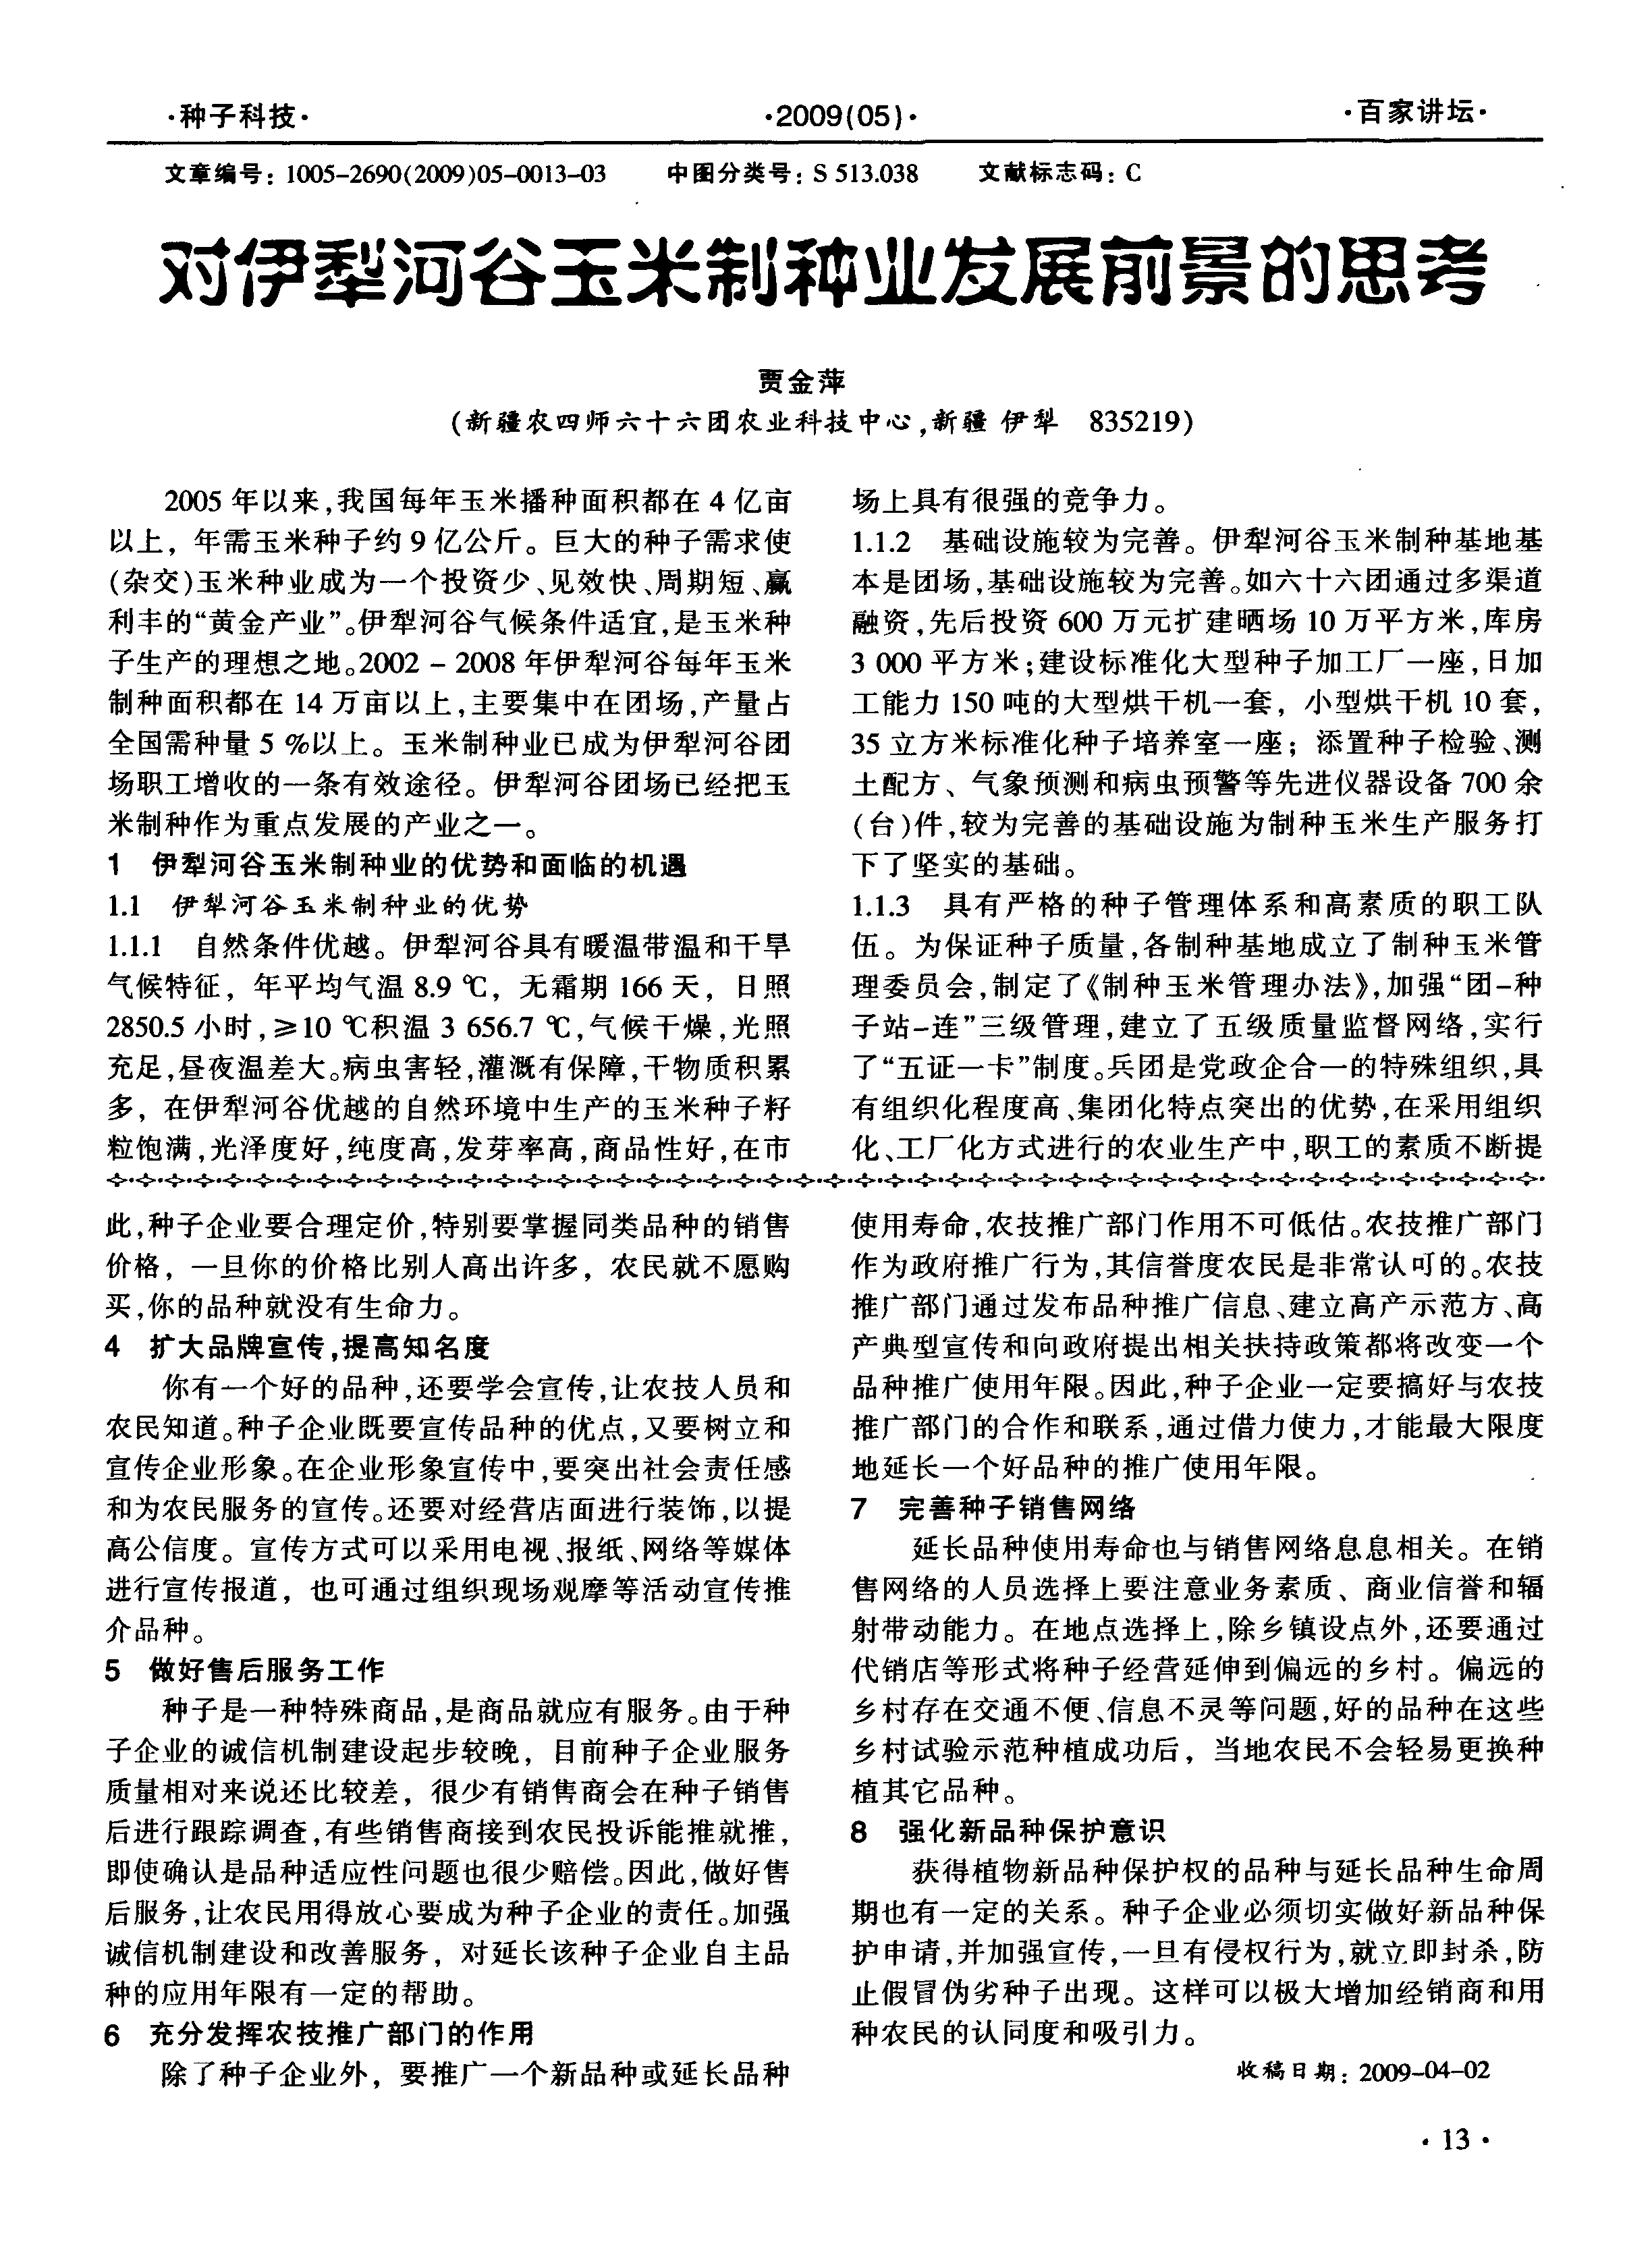 ·种子科技·
·2009(05)·
·百家讲坛·
文章编号：1005-2690(2009)05-0013-03　中图分类号：S 513.038　文献标志码：C
对伊犁河谷玉米制种业发展前景的思考
贾金萍
(新疆农四师六十六团农业科技中心,新疆 伊犁 835219)
2005 年以来,我国每年玉米播种面积都在 4 亿亩
以上，年需玉米种子约 9 亿公斤。巨大的种子需求使
(杂交)玉米种业成为一个投资少、见效快、周期短、赢
利丰的“黄金产业”。伊犁河谷气候条件适宜,是玉米种
子生产的理想之地。2002 – 2008 年伊犁河谷每年玉米
制种面积都在 14 万亩以上,主要集中在团场,产量占
全国需种量 5 %以上。玉米制种业已成为伊犁河谷团
场职工增收的一条有效途径。伊犁河谷团场已经把玉
米制种作为重点发展的产业之一。
1　伊犁河谷玉米制种业的优势和面临的机遇
1.1　伊犁河谷玉米制种业的优势
1.1.1　自然条件优越。伊犁河谷具有暖温带温和干旱
气候特征，年平均气温 8.9 ℃，无霜期 166 天，日照
2850.5 小时,≥10 ℃积温 3 656.7 ℃,气候干燥,光照
充足,昼夜温差大。病虫害轻,灌溉有保障,干物质积累
多，在伊犁河谷优越的自然环境中生产的玉米种子籽
粒饱满,光泽度好,纯度高,发芽率高,商品性好,在市
场上具有很强的竞争力。
1.1.2　基础设施较为完善。伊犁河谷玉米制种基地基
本是团场,基础设施较为完善。如六十六团通过多渠道
融资,先后投资 600 万元扩建晒场 10 万平方米,库房
3 000 平方米;建设标准化大型种子加工厂一座,日加
工能力 150 吨的大型烘干机一套，小型烘干机 10 套，
35 立方米标准化种子培养室一座；添置种子检验、测
土配方、气象预测和病虫预警等先进仪器设备 700 余
(台)件,较为完善的基础设施为制种玉米生产服务打
下了坚实的基础。
1.1.3　具有严格的种子管理体系和高素质的职工队
伍。为保证种子质量,各制种基地成立了制种玉米管
理委员会,制定了《制种玉米管理办法》,加强“团–种
子站–连”三级管理,建立了五级质量监督网络,实行
了“五证一卡”制度。兵团是党政企合一的特殊组织,具
有组织化程度高、集团化特点突出的优势,在采用组织
化、工厂化方式进行的农业生产中,职工的素质不断提
此,种子企业要合理定价,特别要掌握同类品种的销售
价格，一旦你的价格比别人高出许多，农民就不愿购
买,你的品种就没有生命力。
4　扩大品牌宣传,提高知名度
你有一个好的品种,还要学会宣传,让农技人员和
农民知道。种子企业既要宣传品种的优点,又要树立和
宣传企业形象。在企业形象宣传中,要突出社会责任感
和为农民服务的宣传。还要对经营店面进行装饰,以提
高公信度。宣传方式可以采用电视、报纸、网络等媒体
进行宣传报道，也可通过组织现场观摩等活动宣传推
介品种。
5　做好售后服务工作
种子是一种特殊商品,是商品就应有服务。由于种
子企业的诚信机制建设起步较晚，目前种子企业服务
质量相对来说还比较差，很少有销售商会在种子销售
后进行跟踪调查,有些销售商接到农民投诉能推就推，
即使确认是品种适应性问题也很少赔偿。因此,做好售
后服务,让农民用得放心要成为种子企业的责任。加强
诚信机制建设和改善服务，对延长该种子企业自主品
种的应用年限有一定的帮助。
6　充分发挥农技推广部门的作用
除了种子企业外，要推广一个新品种或延长品种
使用寿命,农技推广部门作用不可低估。农技推广部门
作为政府推广行为,其信誉度农民是非常认可的。农技
推广部门通过发布品种推广信息、建立高产示范方、高
产典型宣传和向政府提出相关扶持政策都将改变一个
品种推广使用年限。因此,种子企业一定要搞好与农技
推广部门的合作和联系,通过借力使力,才能最大限度
地延长一个好品种的推广使用年限。
7　完善种子销售网络
延长品种使用寿命也与销售网络息息相关。在销
售网络的人员选择上要注意业务素质、商业信誉和辐
射带动能力。在地点选择上,除乡镇设点外,还要通过
代销店等形式将种子经营延伸到偏远的乡村。偏远的
乡村存在交通不便、信息不灵等问题,好的品种在这些
乡村试验示范种植成功后，当地农民不会轻易更换种
植其它品种。
8　强化新品种保护意识
获得植物新品种保护权的品种与延长品种生命周
期也有一定的关系。种子企业必须切实做好新品种保
护申请,并加强宣传,一旦有侵权行为,就立即封杀,防
止假冒伪劣种子出现。这样可以极大增加经销商和用
种农民的认同度和吸引力。
收稿日期：2009-04-02
· 13 ·